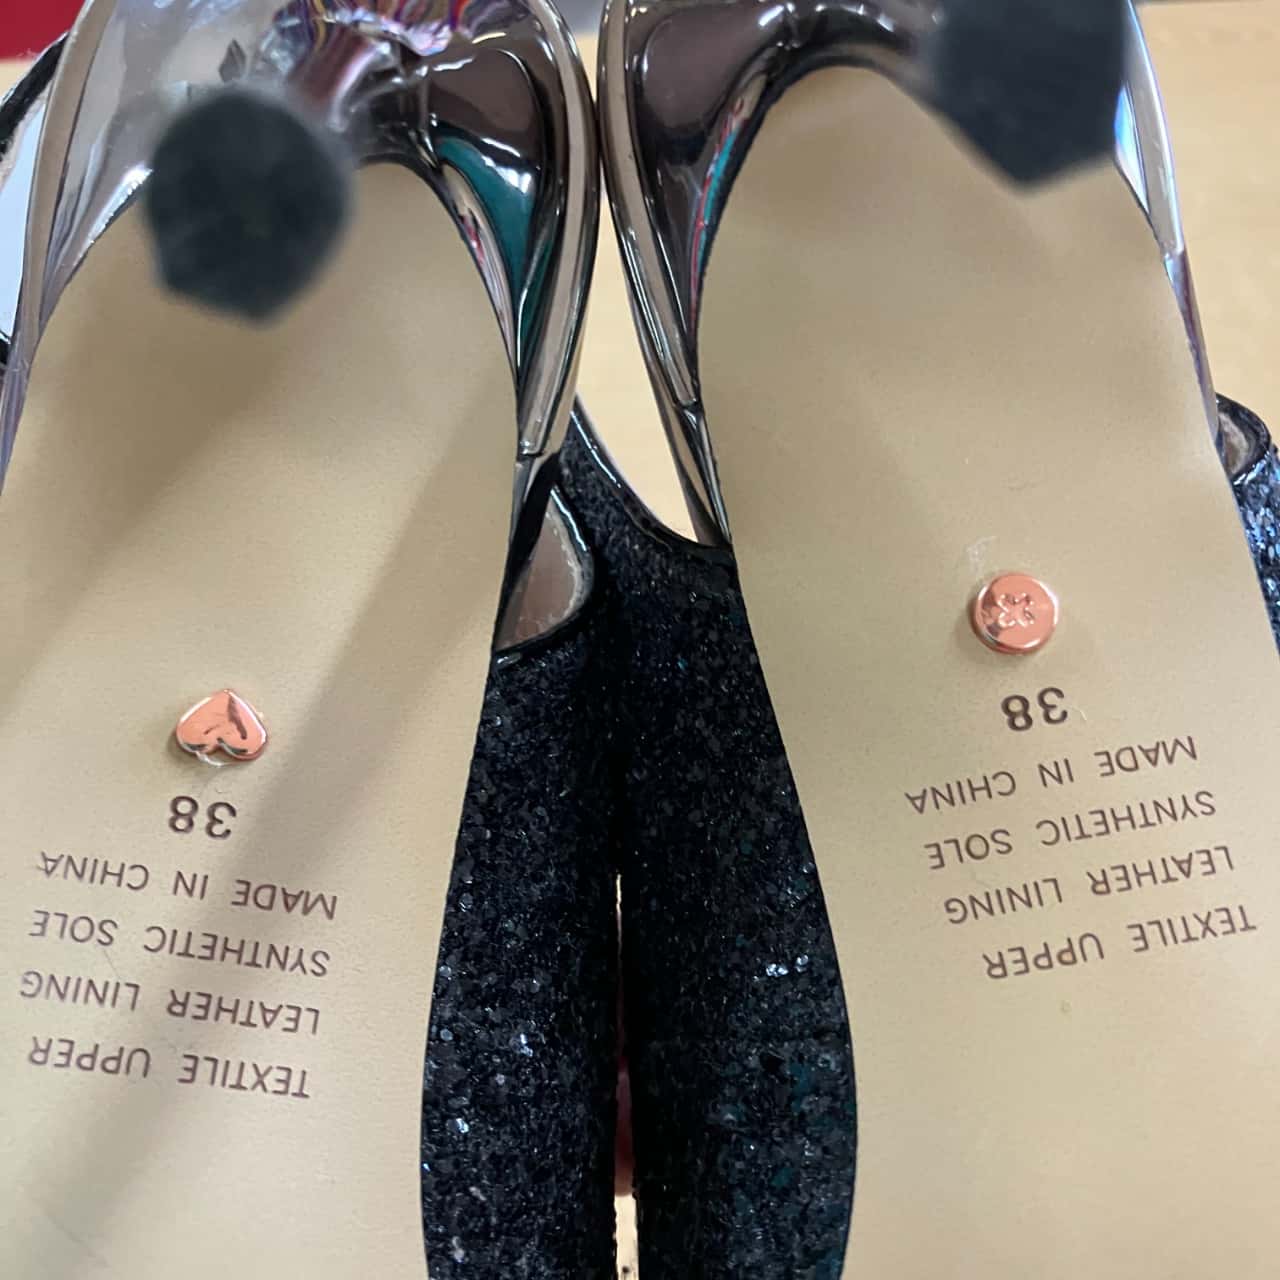 38
MADE IN CHINA
SYNTHETIC SOLE
LEATHER LINING
TEXTILE UPPER
38
MADE IN CHINA
SYNTHETIC SOLE
LEATHER LINING
TEXTILE UPPER